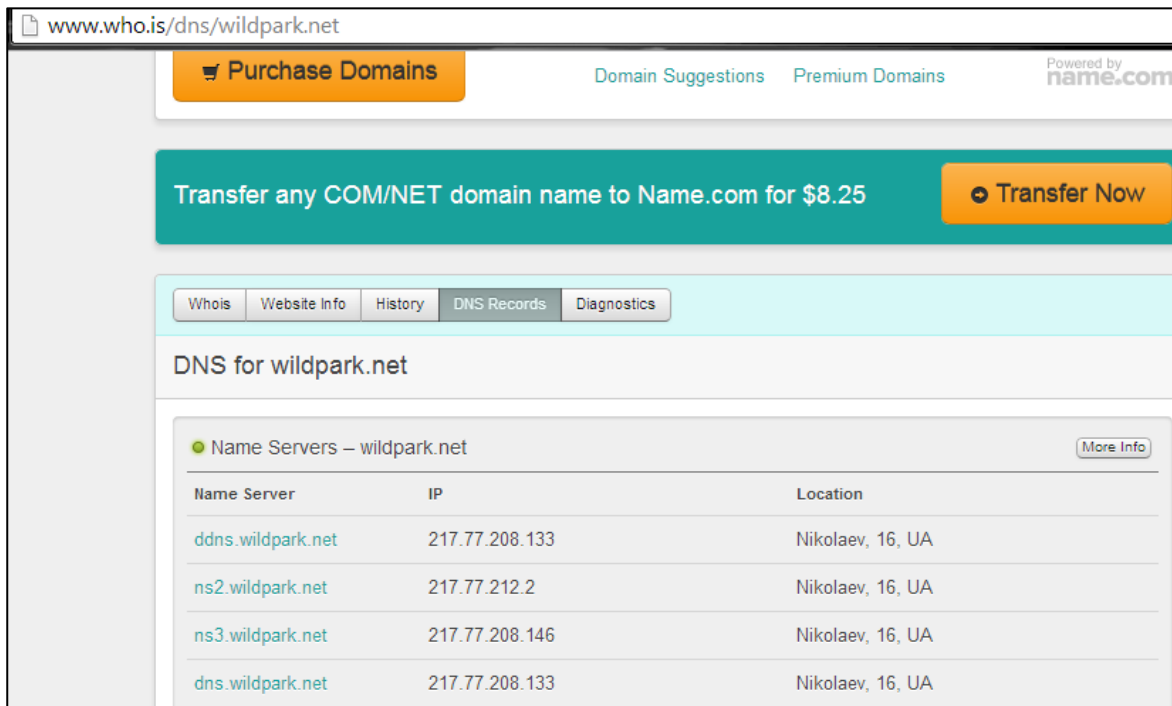 www.who.is/dns/wildpark.net
Purchase Domains
Domain Suggestions
Premium Domains
Powered by
name.com
Transfer any COM/NET domain name to Name.com for $8.25
Transfer Now
Whois Website Info History DNS Records Diagnostics
DNS for wildpark.net
Name Servers – wildpark.net
More Info
Name Server IP Location
ddns.wildpark.net 217.77.208.133 Nikolaev, 16, UA
ns2.wildpark.net 217.77.212.2 Nikolaev, 16, UA
ns3.wildpark.net 217.77.208.146 Nikolaev, 16, UA
dns.wildpark.net 217.77.208.133 Nikolaev, 16, UA